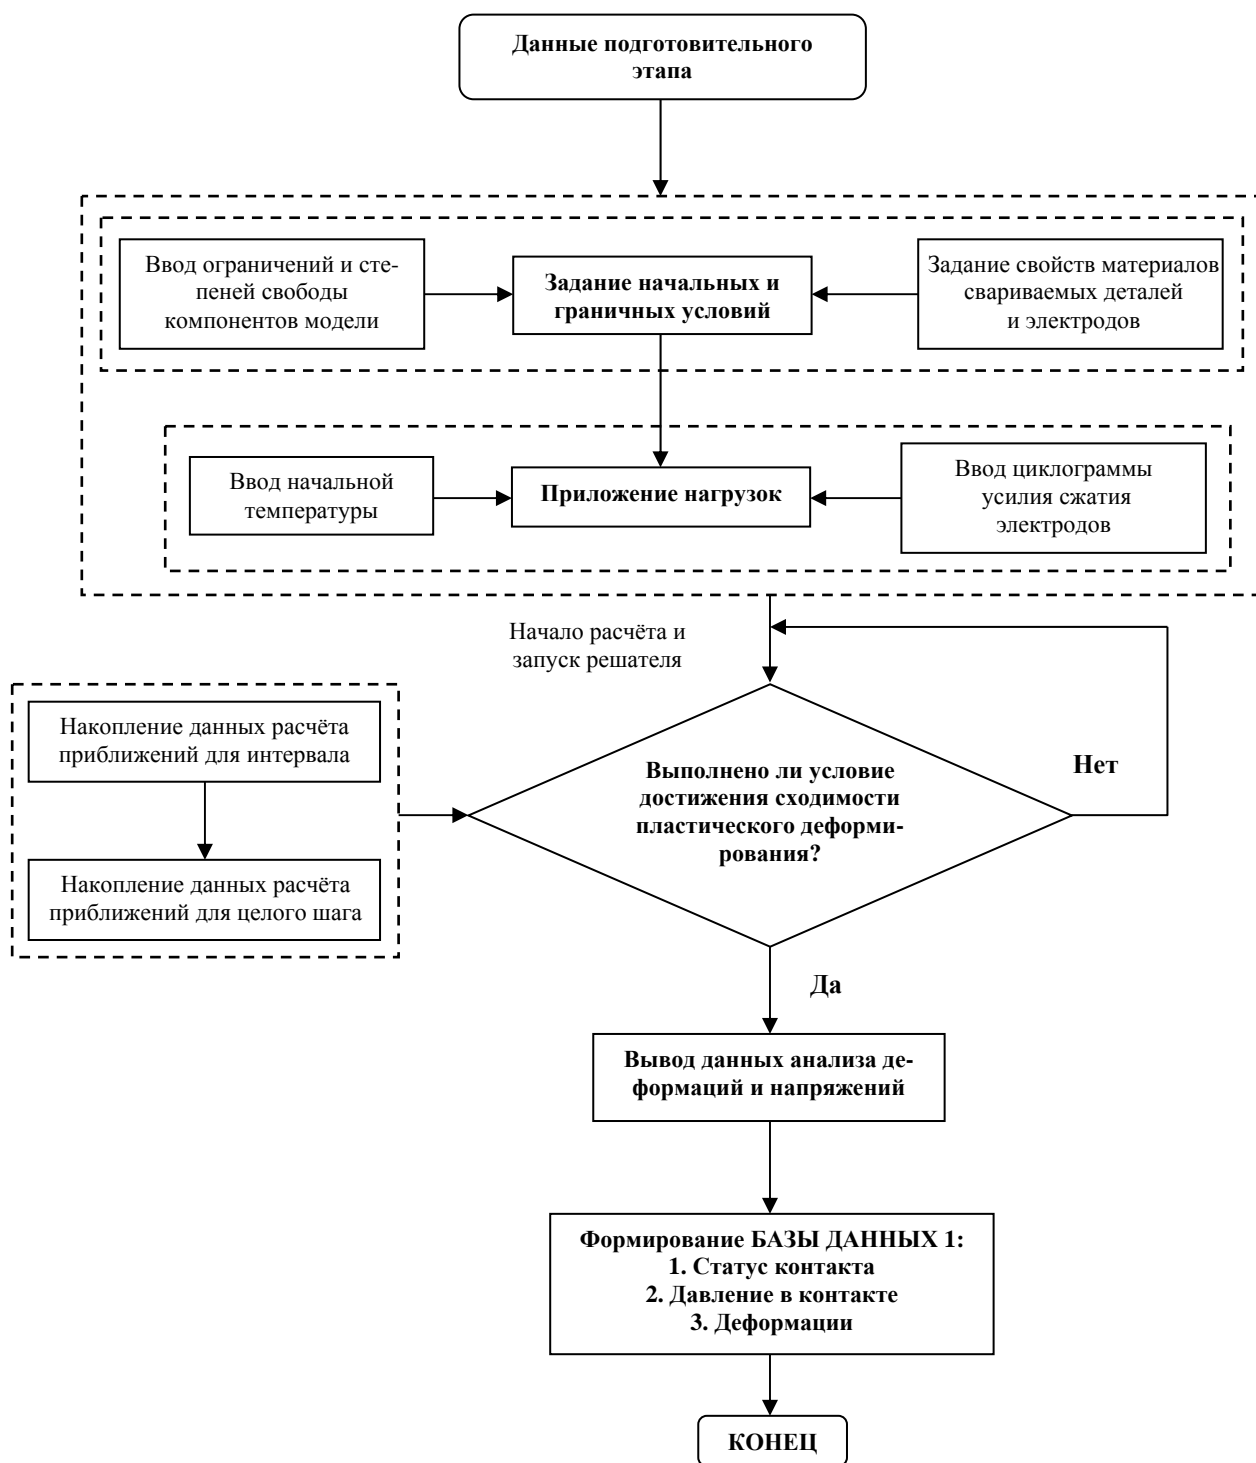 Данные подготовительного
этапа
Ввод ограничений и сте-
пеней свободы
компонентов модели
Задание начальных и
граничных условий
Задание свойств материалов
свариваемых деталей
и электродов
Ввод начальной
температуры
Приложение нагрузок
Ввод циклограммы
усилия сжатия
электродов
Начало расчёта и
запуск решателя
Накопление данных расчёта
приближений для интервала
Накопление данных расчёта
приближений для целого шага
Выполнено ли условие
достижения сходимости
пластического деформи-
рования?
Нет
Да
Вывод данных анализа де-
формаций и напряжений
Формирование БАЗЫ ДАННЫХ 1:
1. Статус контакта
2. Давление в контакте
3. Деформации
КОНЕЦ